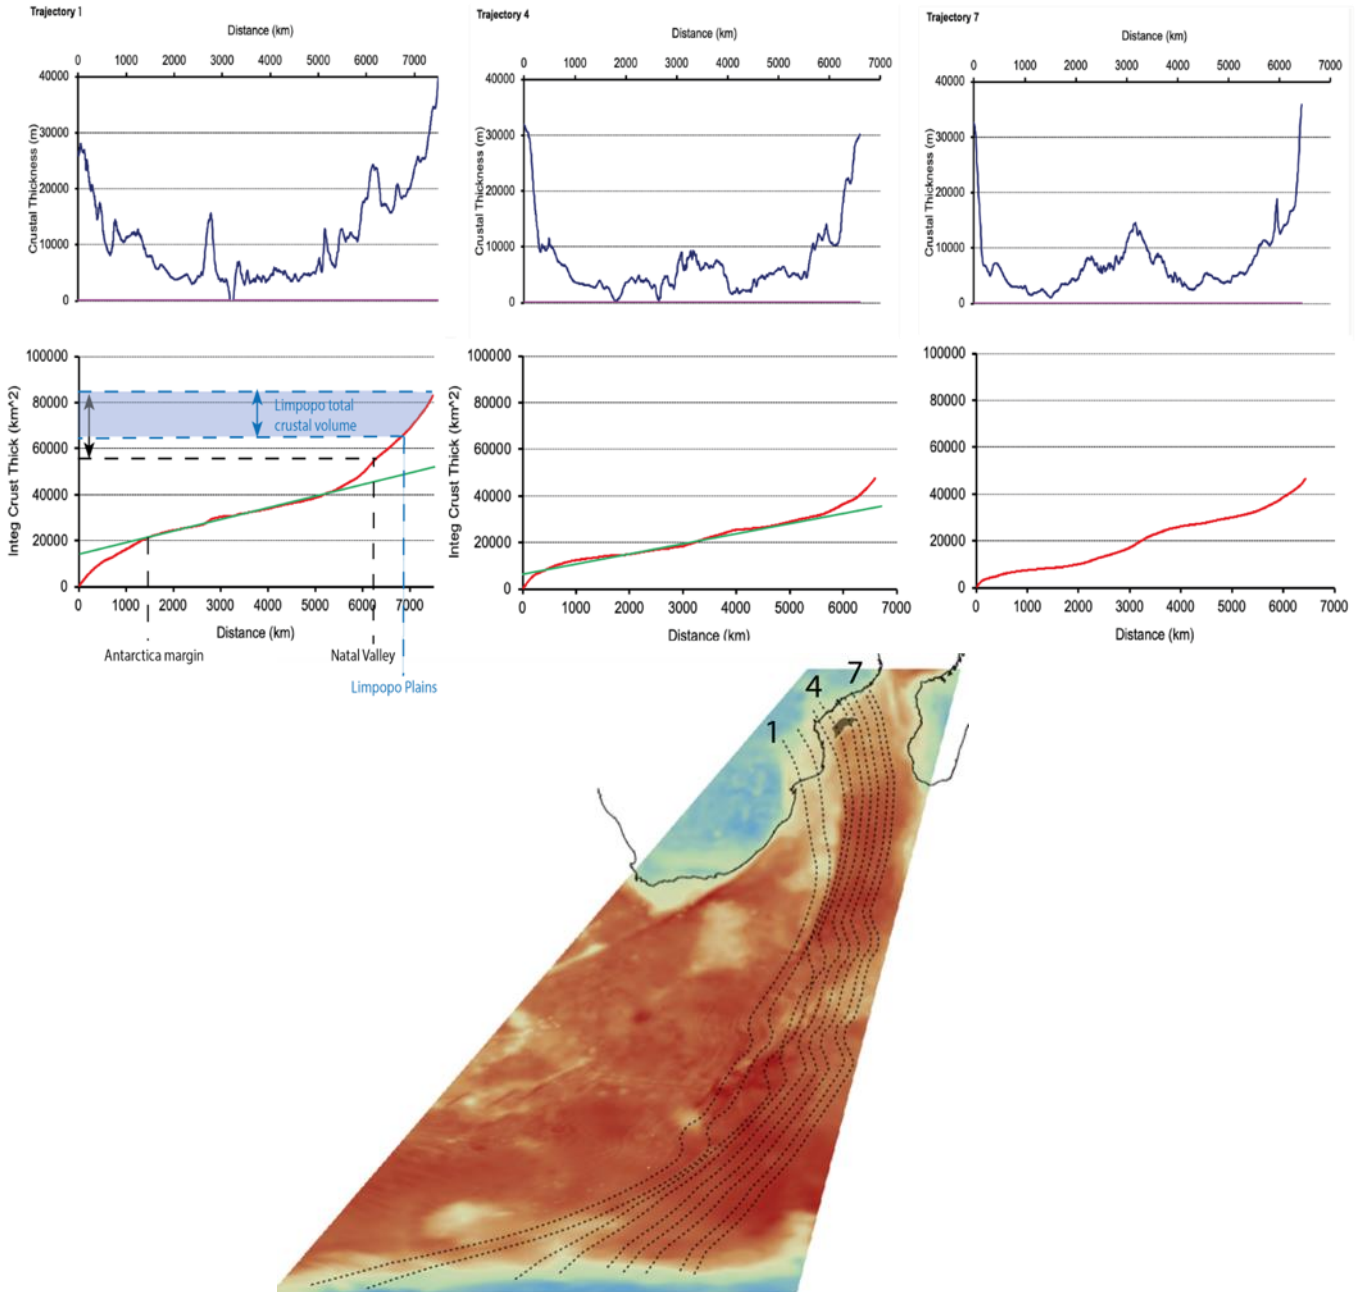 Trajectory 1
Distance (km)
0 1000 2000 3000 4000 5000 6000 7000
40000
30000
20000
10000
0
Crustal Thickness (m)
Trajectory 4
Distance (km)
0 1000 2000 3000 4000 5000 6000 7000
40000
30000
20000
10000
0
Crustal Thickness (m)
Trajectory 7
Distance (km)
0 1000 2000 3000 4000 5000 6000 7000
40000
30000
20000
10000
0
Crustal Thickness (m)
100000
80000
60000
40000
20000
0
Integ Crust Thick (km^2)
Limpopo total
crustal volume
0 1000 2000 3000 4000 5000 6000 7000
Distance (km)
Antarctica margin
Natal Valley
Limpopo Plains
100000
80000
60000
40000
20000
0
Integ Crust Thick (km^2)
0 1000 2000 3000 4000 5000 6000 7000
Distance (km)
100000
80000
60000
40000
20000
0
Integ Crust Thick (km^2)
0 1000 2000 3000 4000 5000 6000 7000
Distance (km)
1
4
7